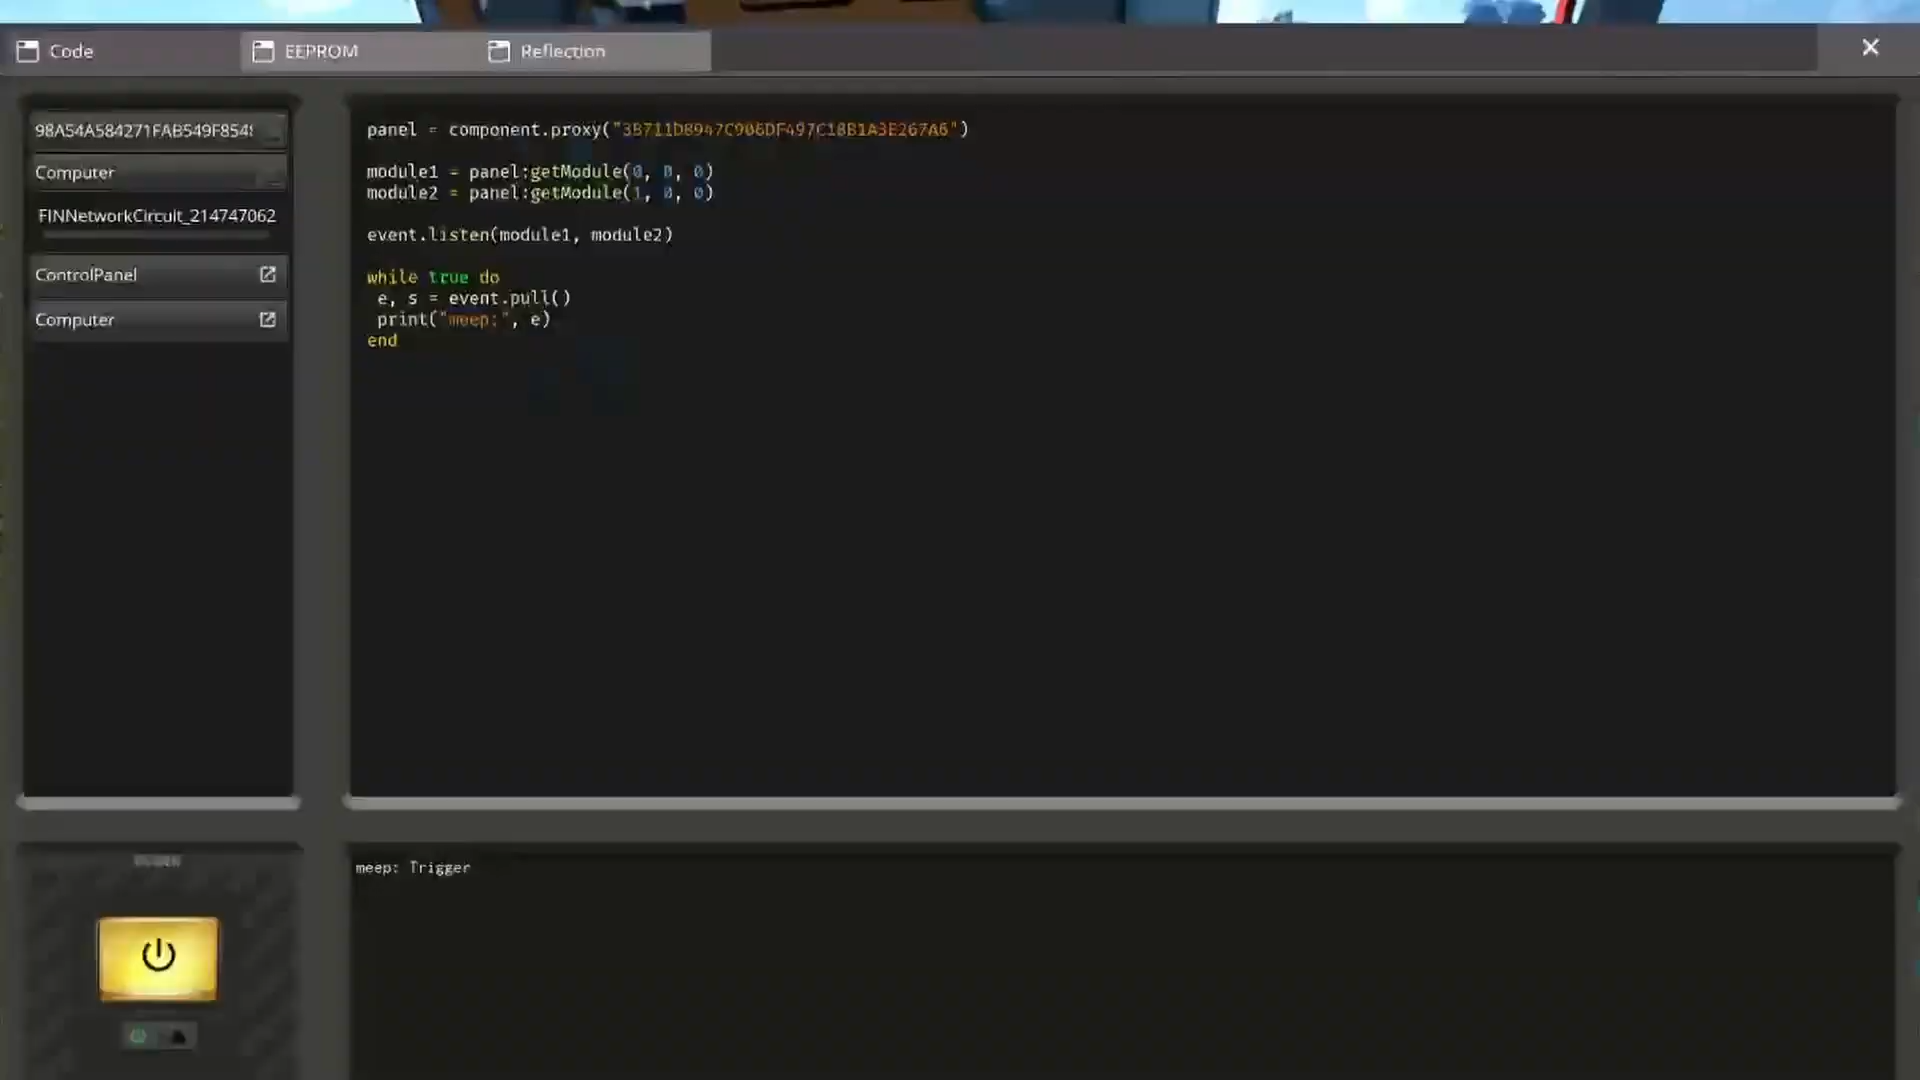 Code
EEPROM
Reflection
98A54A584271FAB549F854
Computer
FINNetworkCircuit_214747062
ControlPanel
Computer
panel = component.proxy("3B711D8947C906DF497C18B1A3E267A6")
module1 = panel:getModule(0, 0, 0)
module2 = panel:getModule(1, 0, 0)
event.listen(module1, module2)
while true do
e, s = event.pull()
print("meep:", e)
end
meep: Trigger